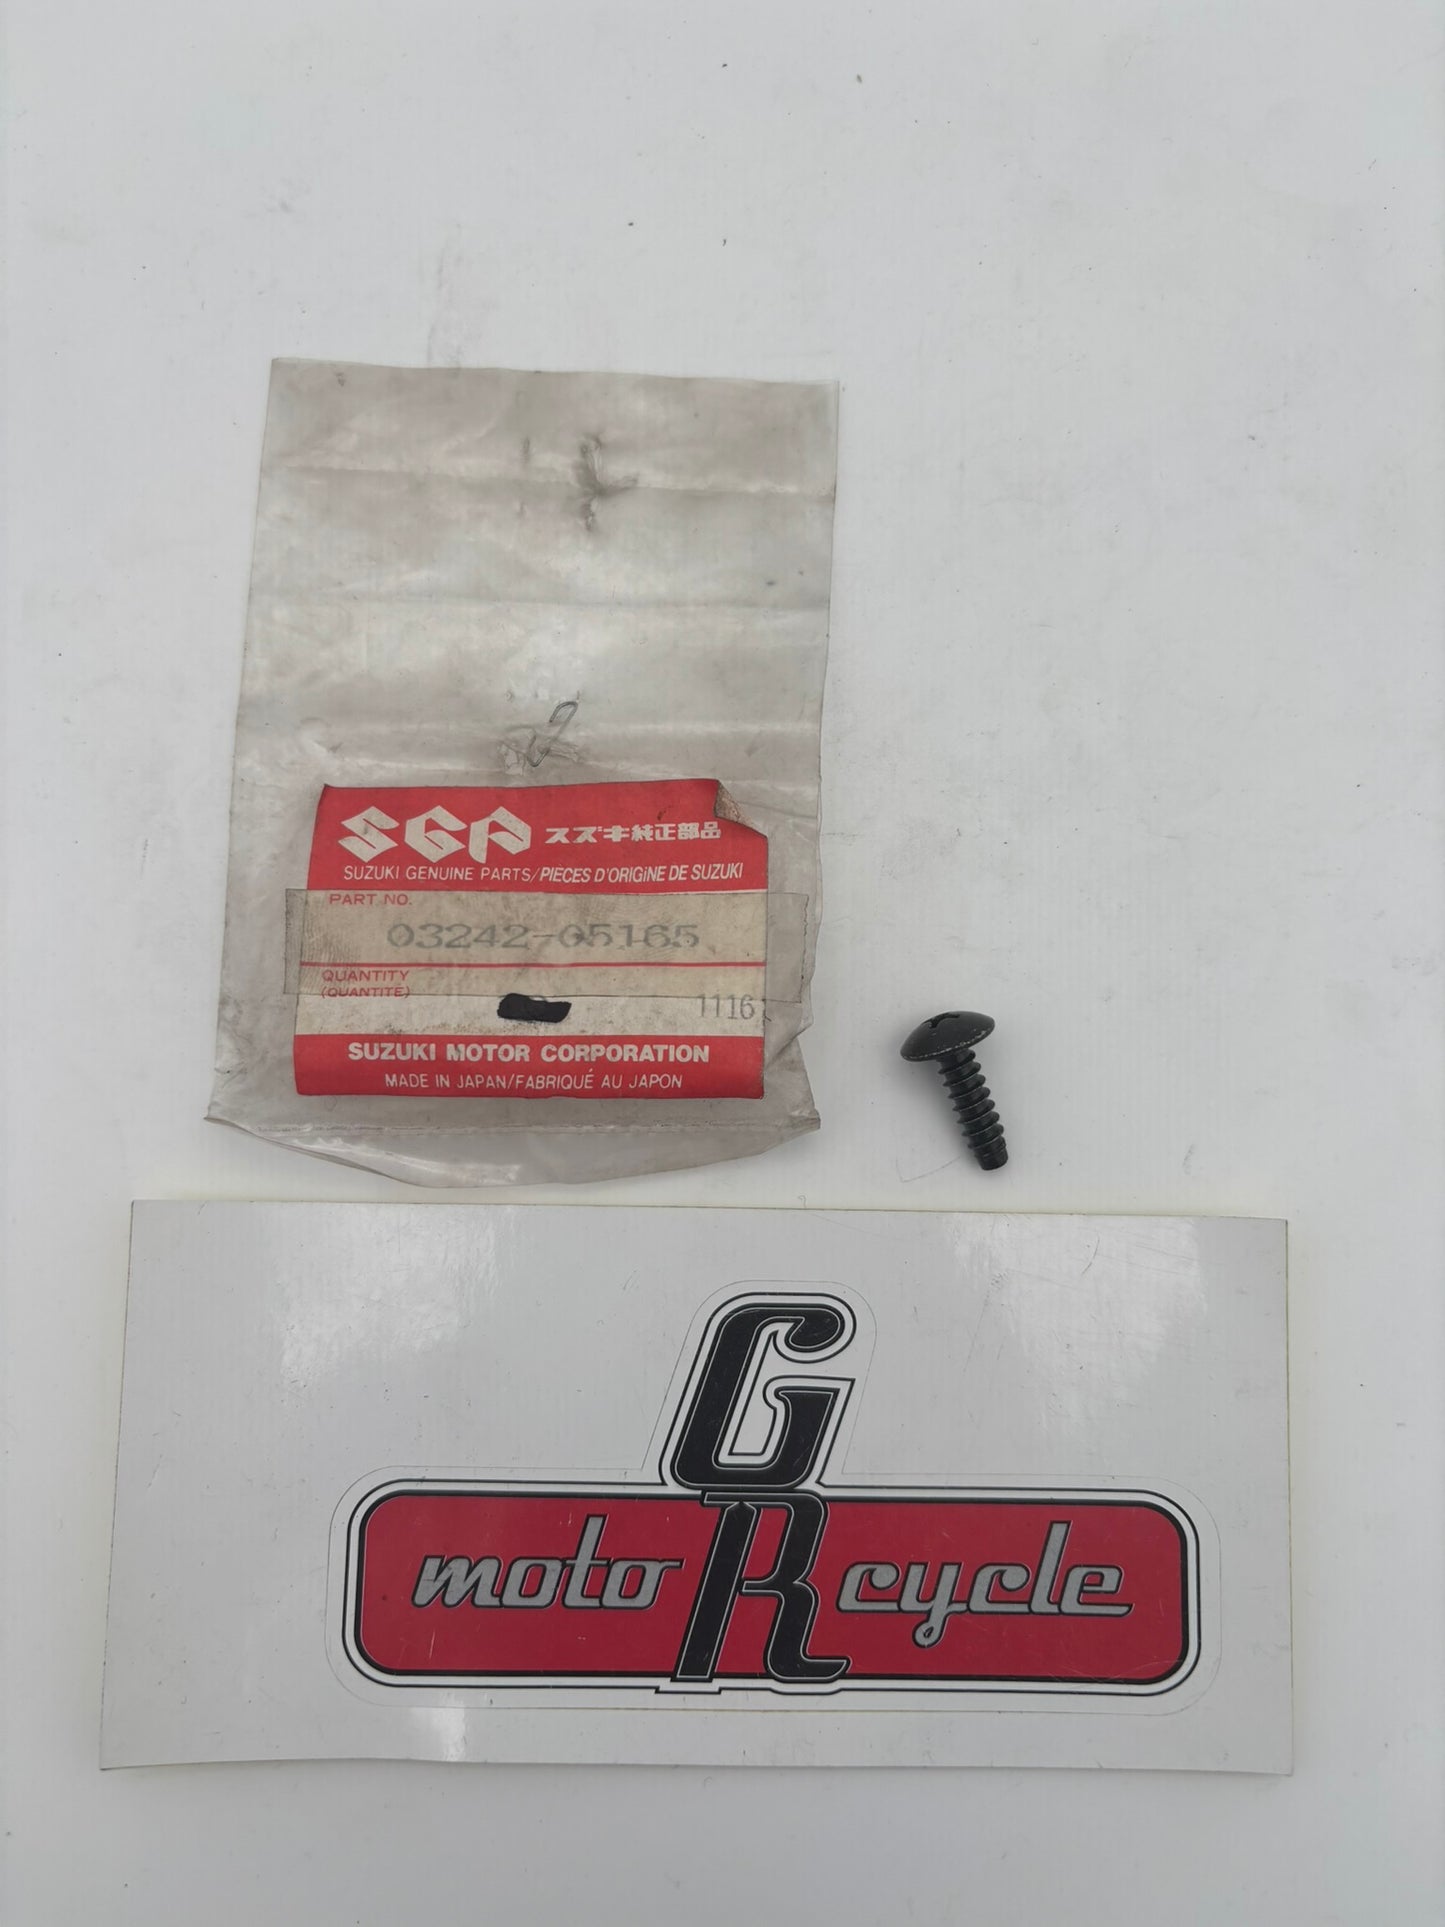 2
SGP スズキ純正部品
SUZUKI GENUINE PARTS/PIECES D'ORIGiNE DE SUZUKI
PART NO.
03242-05165
QUANTITY
(QUANTITE)
1116
SUZUKI MOTOR CORPORATION
MADE IN JAPAN/FABRIQUÉ AU JAPON
G
moto R cycle